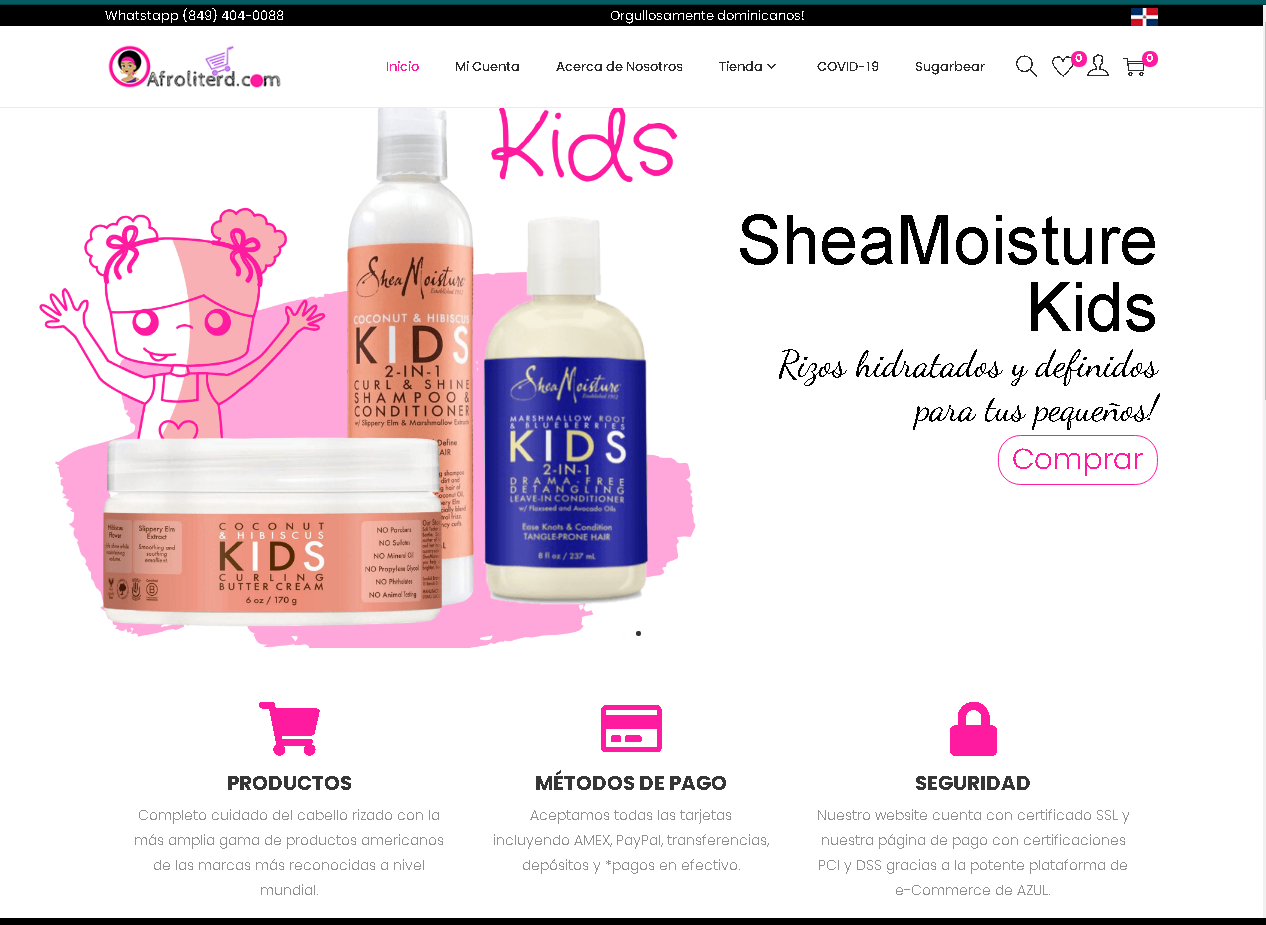 Whatstapp (849) 404-0088
Orgullosamente dominicanos!
Afroliterd.com
Inicio
Mi Cuenta
Acerca de Nosotros
Tienda
COVID-19
Sugarbear
0
0
Kids
SheaMoisture
Kids
Rizos hidratados y definidos
para tus pequeños!
Comprar
SheaMoisture
Established 1912
COCONUT & HIBISCUS
KIDS
2-IN-1
CURL & SHINE
SHAMPOO &
CONDITIONER
w/ Slippery Elm & Marshmallow Extract
SheaMoisture
Established 1912
MARSHMALLOW ROOT
& BLUEBERRIES
KIDS
2-IN-1
DRAMA-FREE
DETANGLING
LEAVE-IN CONDITIONER
w/ Flaxseed and Avocado Oils
Ease Knots & Condition
TANGLE-PRONE HAIR
8 fl oz / 237 mL
Slippery Elm
Extract
Smoothing and
soothing
emollient.
COCONUT
& HIBISCUS
KIDS
CURLING
BUTTER CREAM
6 oz / 170 g
NO Parabens
NO Sulfates
NO Mineral Oil
NO Propylene Glycol
NO Phthalates
NO Animal Testing
PRODUCTOS
Completo cuidado del cabello rizado con la
más amplia gama de productos americanos
de las marcas más reconocidas a nivel
mundial.
MÉTODOS DE PAGO
Aceptamos todas las tarjetas
incluyendo AMEX, PayPal, transferencias,
depósitos y *pagos en efectivo.
SEGURIDAD
Nuestro website cuenta con certificado SSL y
nuestra página de pago con certificaciones
PCI y DSS gracias a la potente plataforma de
e-Commerce de AZUL.